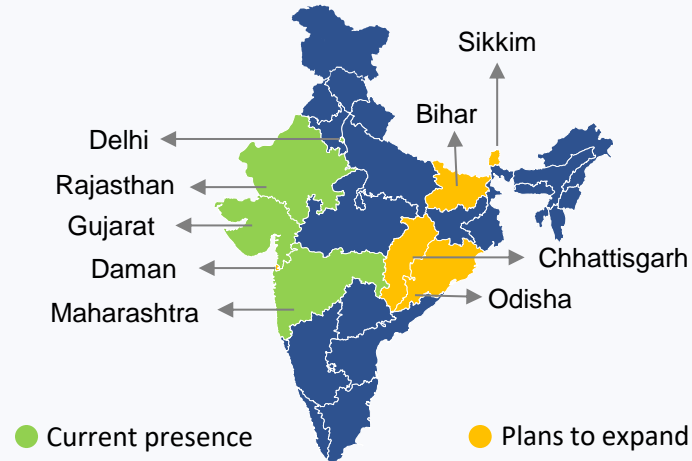 Sikkim
Bihar
Delhi
Rajasthan
Gujarat
Daman
Chhattisgarh
Odisha
Maharashtra
Current presence
Plans to expand